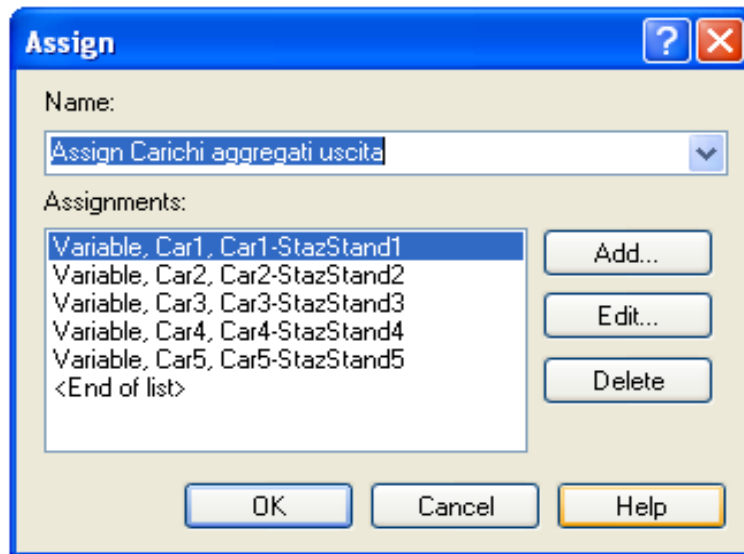 Assign
Name:
Assign Carichi aggregati uscita
Assignments:
Variable, Car1, Car1-StazStand1
Variable, Car2, Car2-StazStand2
Variable, Car3, Car3-StazStand3
Variable, Car4, Car4-StazStand4
Variable, Car5, Car5-StazStand5
<End of list>
Add...
Edit...
Delete
OK
Cancel
Help